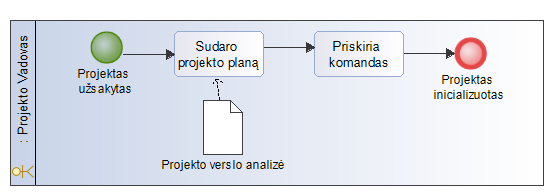 : Projekto Vadovas
Projektas
užsakytas
Sudaro
projekto planą
Priskiria
komandas
Projektas
inicializuotas
Projekto verslo analizė